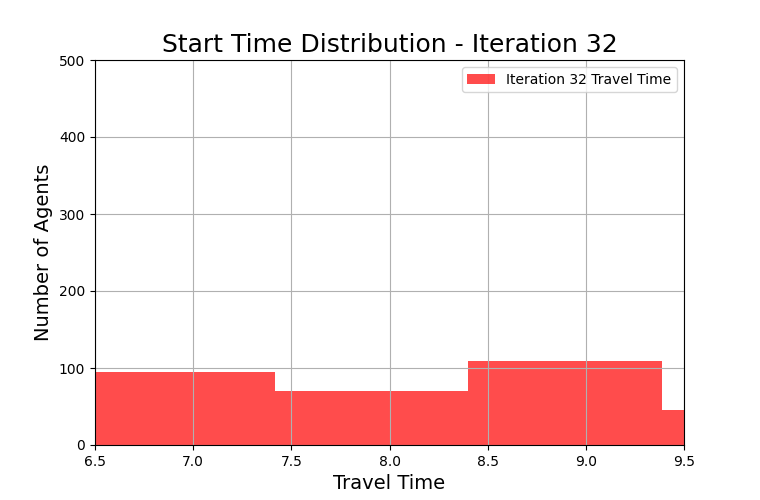 Start Time Distribution - Iteration 32
Iteration 32 Travel Time
Number of Agents
500
400
300
200
100
0
6.5 7.0 7.5 8.0 8.5 9.0 9.5
Travel Time